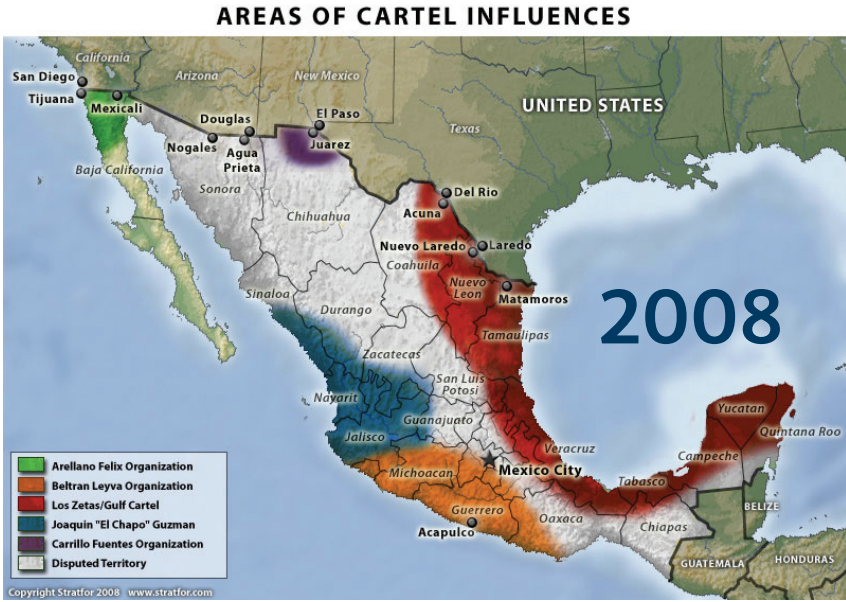 AREAS OF CARTEL INFLUENCES
California
San Diego
Arizona
New Mexico
Tijuana
Mexicali
Douglas
El Paso
UNITED STATES
Texas
Nogales
Agua
Prieta
Juarez
Baja California
Sonora
Del Rio
Chihuahua
Acuna
Nuevo Laredo
Laredo
Coahuila
Nuevo
Leon
Sinaloa
Matamoros
Durango
2008
Tamaulipas
Zacatecas
San Luis
Potosi
Nayarit
Yucatan
Guanajuato
Quintana Roo
Jalisco
Veracruz
Campeche
Mexico City
Michoacan
Tabasco
Guerrero
Oaxaca
BELIZE
Acapulco
Chiapas
GUATEMALA
HONDURAS
Arellano Felix Organization
Beltran Leyva Organization
Los Zetas/Gulf Cartel
Joaquin "El Chapo" Guzman
Carrillo Fuentes Organization
Disputed Territory
Copyright Stratfor 2008 www.stratfor.com